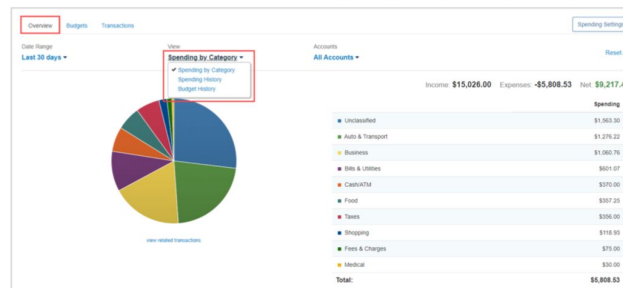 Overview Budgets Transactions Spending Settings
Date Range View Accounts
Last 30 days Spending by Category All Accounts Reset
Spending by Category
Spending History
Budget History
Income: $15,026.00 Expenses: -$5,808.53 Net: $9,217.4
Spending
Unclassified $1,563.30
Auto & Transport $1,276.22
Business $1,060.76
Bills & Utilities $601.07
Cash/ATM $370.00
Food $357.25
Taxes $356.00
Shopping $118.93
Fees & Charges $75.00
Medical $30.00
view related transactions
Total: $5,808.53